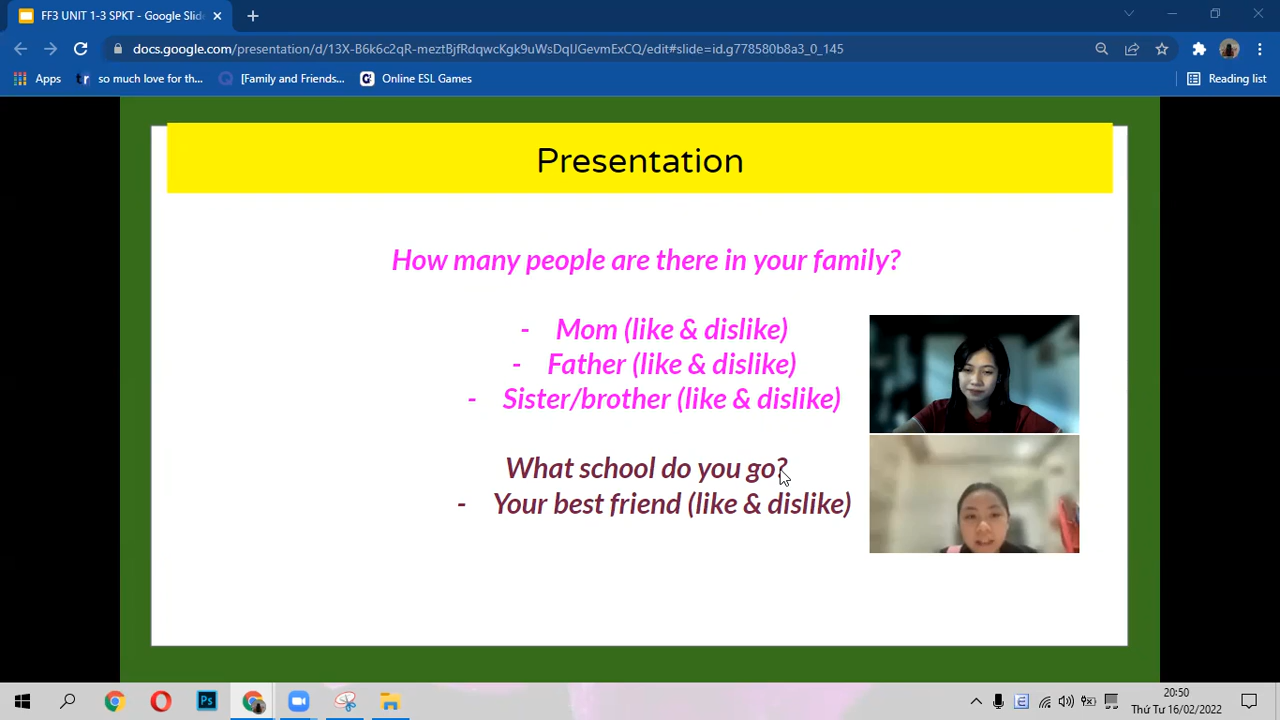 FF3 UNIT 1-3 SPKT - Google Slid
docs.google.com/presentation/d/13X-B6k6c2qR-meztBjfRdqwcKgk9uWsDqIJGevmExCQ/edit#slide=id.g778580b8a3_0_145
Apps
tr so much love for th...
[Family and Friends...
Online ESL Games
Reading list
Presentation
How many people are there in your family?
- Mom (like & dislike)
- Father (like & dislike)
- Sister/brother (like & dislike)
What school do you go?
- Your best friend (like & dislike)
Ps
20:50
Thứ Tư 16/02/2022